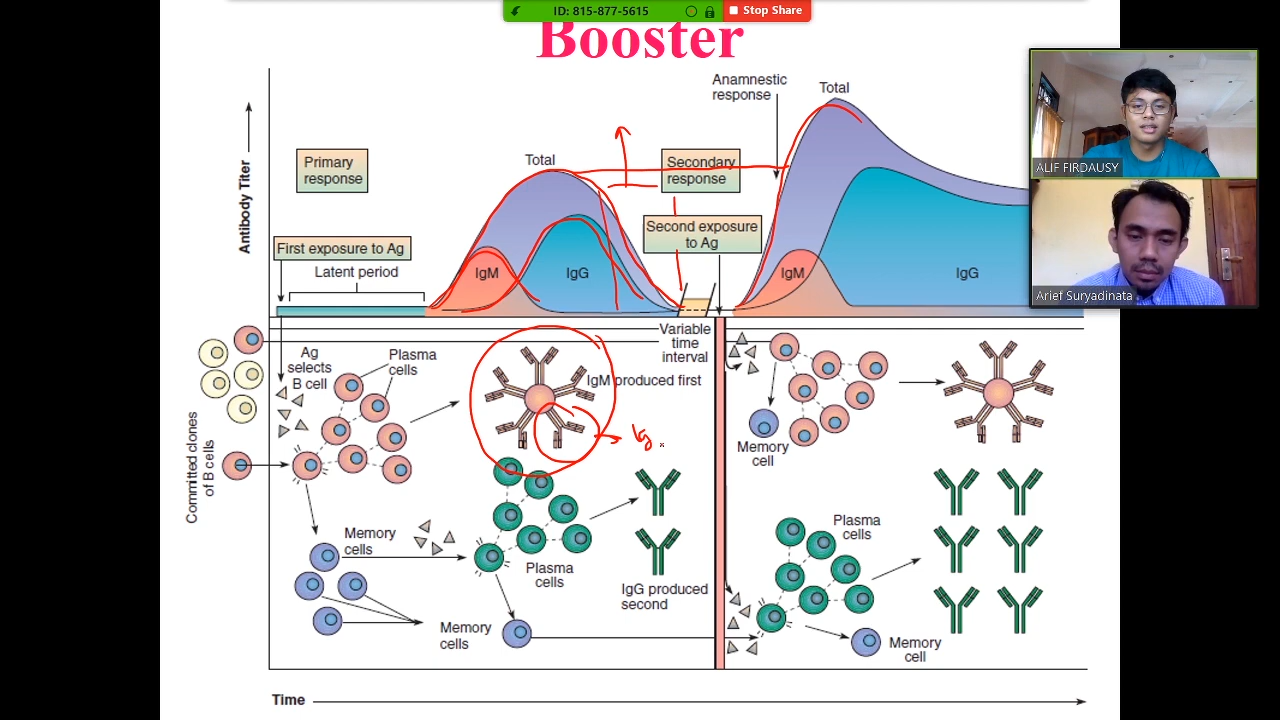 ID: 815-877-5615
Stop Share
Booster
Anamnestic
response
Total
Primary
response
Total
Secondary
response
Antibody Titer
First exposure to Ag
Latent period
Second exposure
to Ag
IgM
IgG
IgM
IgG
ALIF FIRDAUSY
Arief Suryadinata
Variable
time
interval
Ag
selects
B cell
Plasma
cells
IgM produced first
Ig
Committed clones
of B cells
Memory
cell
Memory
cells
Plasma
cells
IgG produced
second
Plasma
cells
Memory
cells
Memory
cell
Time